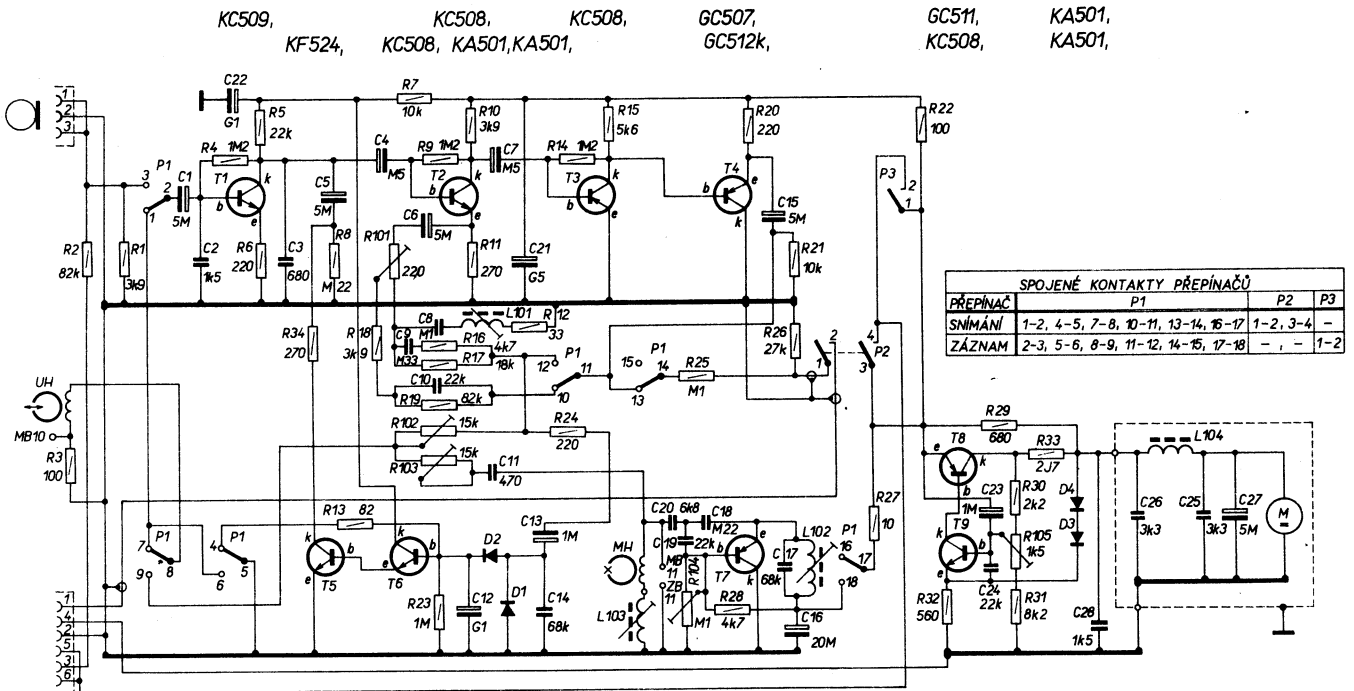 KC509, KC508, KC508, GC507, GC511, KA501,
KF524, KC508, KA501, KA501, GC512k, KC508, KA501,
1
2
3
C22
G1
R7
10k
R5
22k
R10
3k9
R15
5k6
R20
220
R22
100
R4 1M2
C4
M5
R9 1M2
C7
M5
R14 1M2
P1
3
2
1
C1
5M
T1
b
k
e
C5
5M
T2
b
k
e
T3
b
k
e
T4
b
e
k
C15
5M
P3
2
1
C6
5M
R2
82k
R1
3k9
C2
1k5
R6
220
C3
680
R8
M 22
R101
220
R11
270
C21
G5
R21
10k
SPOJENÉ KONTAKTY PŘEPÍNAČŮ
PŘEPÍNAČ P1 P2 P3
SNÍMÁNÍ 1-2, 4-5, 7-8, 10-11, 13-14, 16-17 1-2, 3-4 -
ZÁZNAM 2-3, 5-6, 8-9, 11-12, 14-15, 17-18 - , - 1-2
R34
270
R 18
3k 9
C8
M1
L101
R 12
33
C9
M33
R16
4k7
R17
18k
C10
22k
R19
82k
P1
12
11
10
15
P1
14
13
R25
M1
R26
27k
2
1
4
P2
3
UH
MB10
R3
100
R102
15k
R103
15k
R24
220
C11
470
R29
680
T8
e
k
b
R33
2J7
L104
R30
2k2
C23
1M
D4
D3
C26
3k3
C25
3k3
C27
5M
M
R27
10
T9
b
R105
1k5
C24
22k
R32
560
R31
8k2
C28
1k5
R13 82
C13
1M
C20
6k8
C18
M22
C19
22k
MB
11
ZB
11
L102
P1
16
17
18
7
P1
8
9
4
P1
5
6
k
T5
e
k
T6
e
b
D2
D1
R23
1M
C12
G1
C14
68k
MH
L103
R104
M1
b
T7
e
k
R28
4k7
C 17
68k
C16
20M
1
4
2
5
3
6